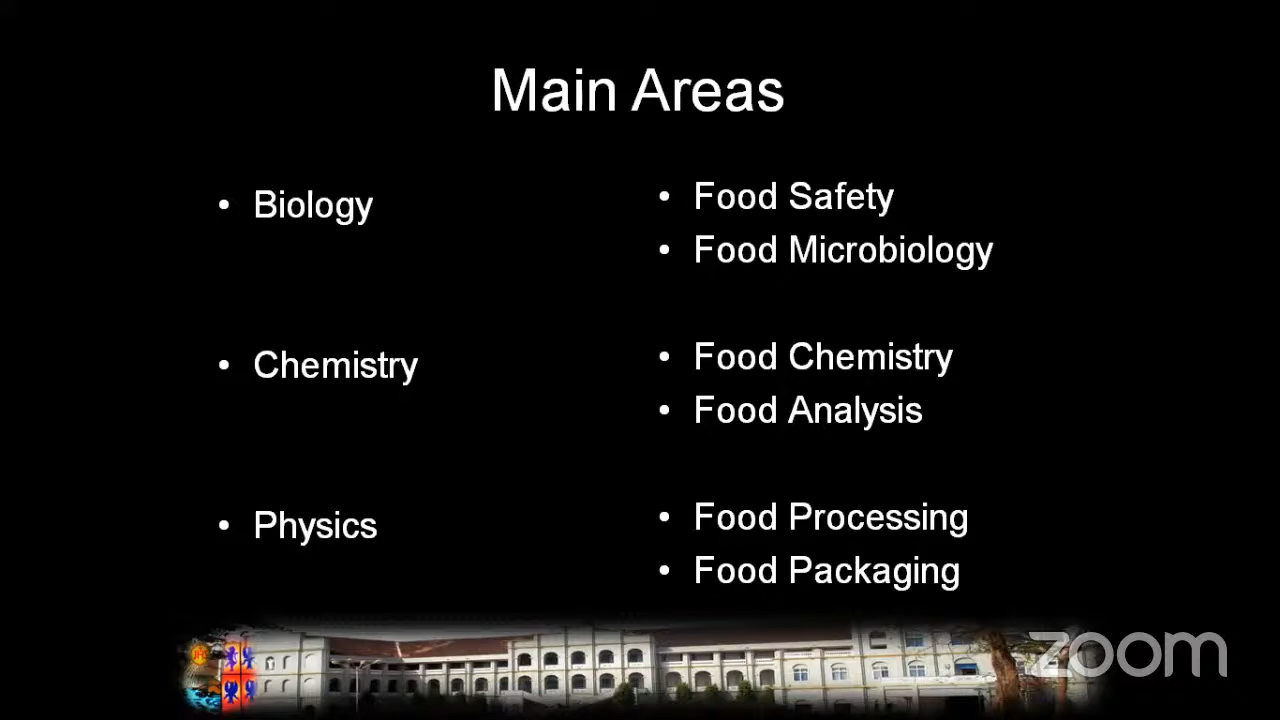 Main Areas
• Biology
• Food Safety
• Food Microbiology
• Chemistry
• Food Chemistry
• Food Analysis
• Physics
• Food Processing
• Food Packaging
zoom